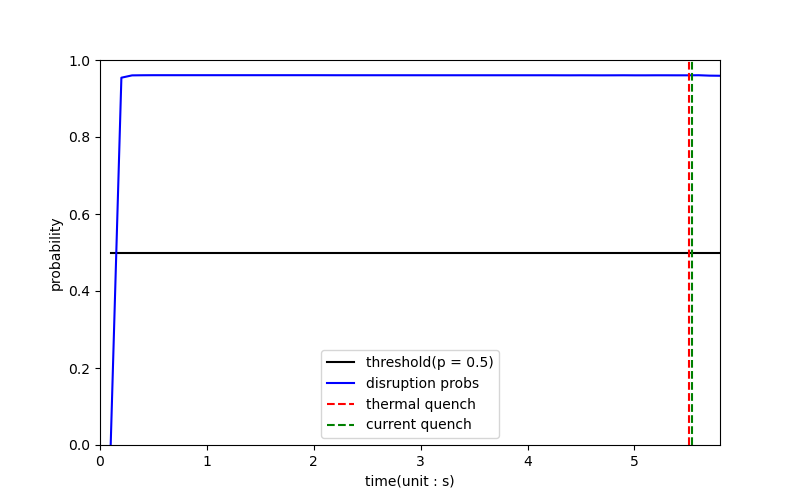 1.0
0.8
0.6
0.4
0.2
0.0
probability
threshold(p = 0.5)
disruption probs
thermal quench
current quench
0 1 2 3 4 5
time(unit : s)